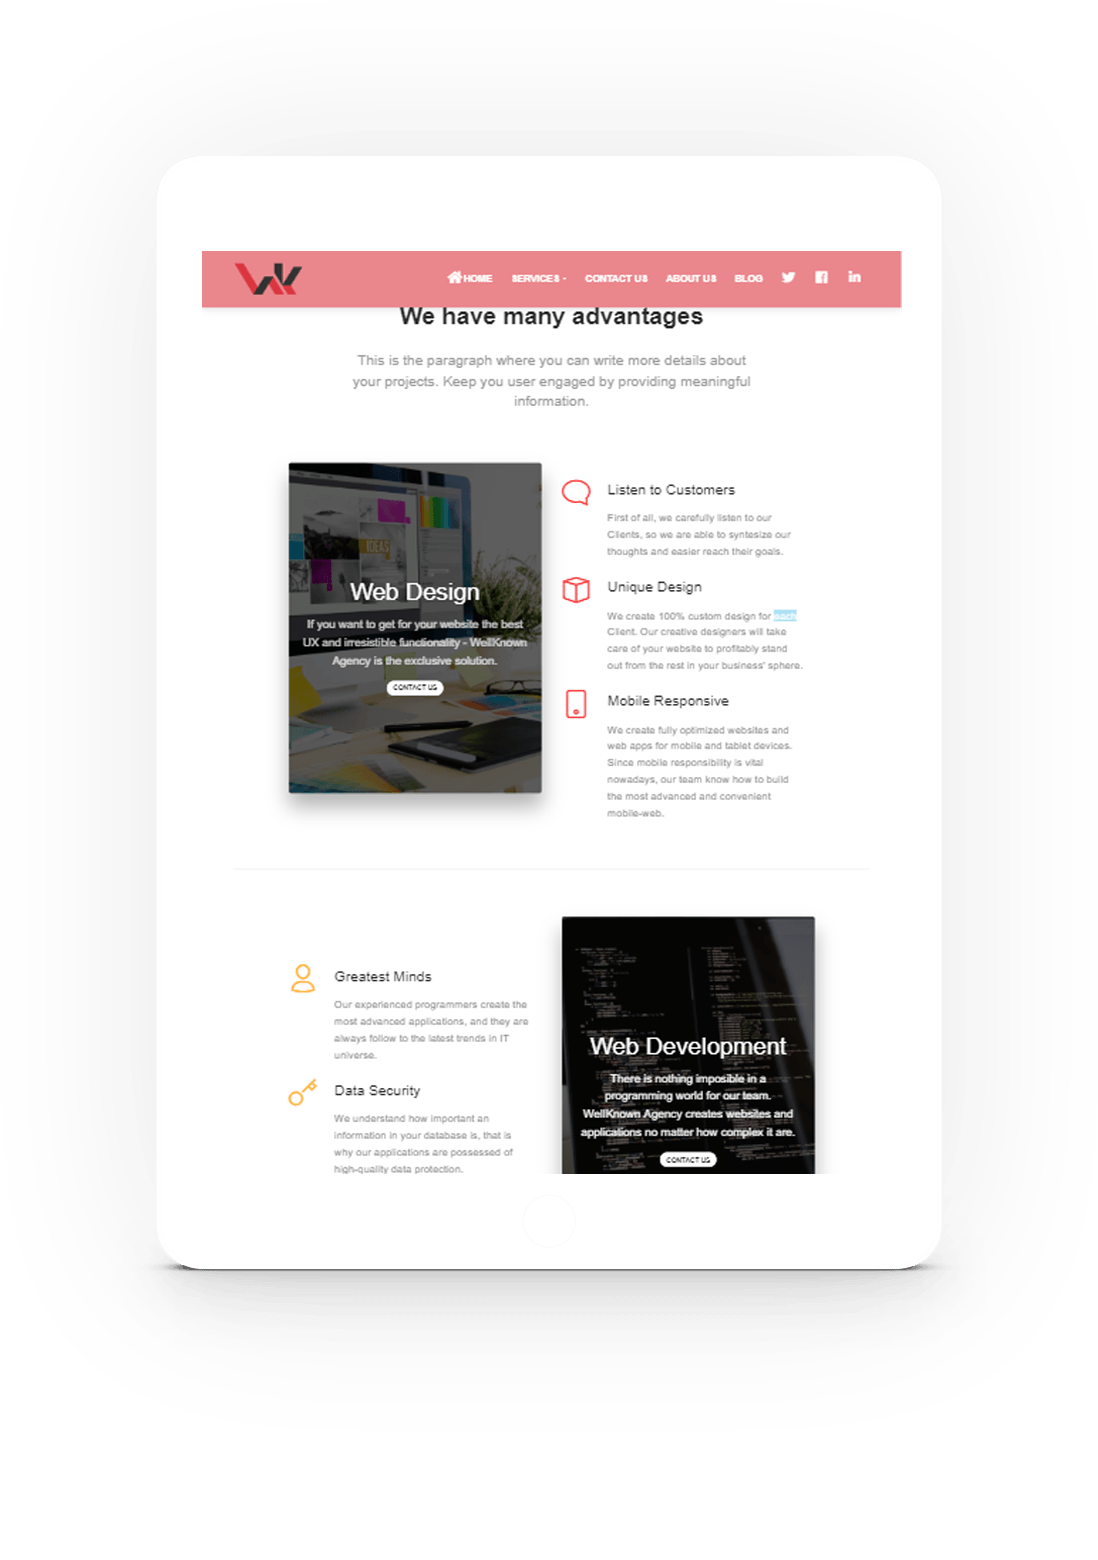 HOME SERVICES CONTACT US ABOUT US BLOG
We have many advantages
This is the paragraph where you can write more details about
your projects. Keep you user engaged by providing meaningful
information.
IDEAS
Web Design
If you want to get for your website the best
UX and irresistible functionality - WellKnown
Agency is the exclusive solution.
CONTACT US
Listen to Customers
First of all, we carefully listen to our
Clients, so we are able to syntesize our
thoughts and easier reach their goals.
Unique Design
We create 100% custom design for each
Client. Our creative designers will take
care of your website to profitably stand
out from the rest in your business' sphere.
Mobile Responsive
We create fully optimized websites and
web apps for mobile and tablet devices.
Since mobile responsibility is vital
nowadays, our team know how to build
the most advanced and convenient
mobile-web.
Greatest Minds
Our experienced programmers create the
most advanced applications, and they are
always follow to the latest trends in IT
universe.
Data Security
We understand how important an
information in your database is, that is
why our applications are possessed of
high-quality data protection.
Web Development
There is nothing imposible in a
programming world for our team.
WellKnown Agency creates websites and
applications no matter how complex it are.
CONTACT US